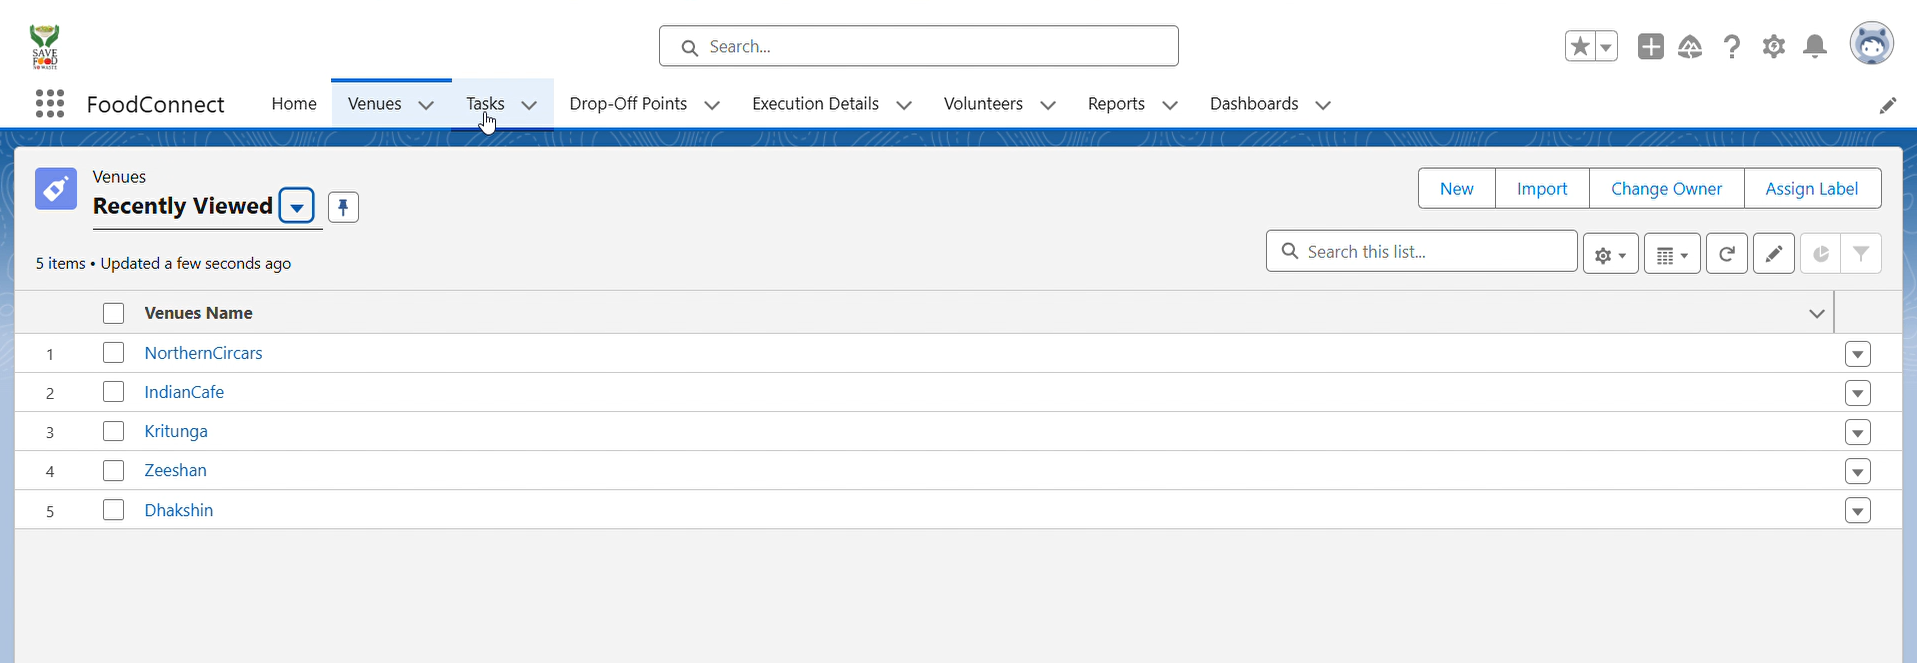 SAVE
FOOD
NO WASTE
Search...
FoodConnect
Home
Venues
Tasks
Drop-Off Points
Execution Details
Volunteers
Reports
Dashboards
Venues
Recently Viewed
New
Import
Change Owner
Assign Label
5 items • Updated a few seconds ago
Search this list...
Venues Name
1 NorthernCircars
2 IndianCafe
3 Kritunga
4 Zeeshan
5 Dhakshin